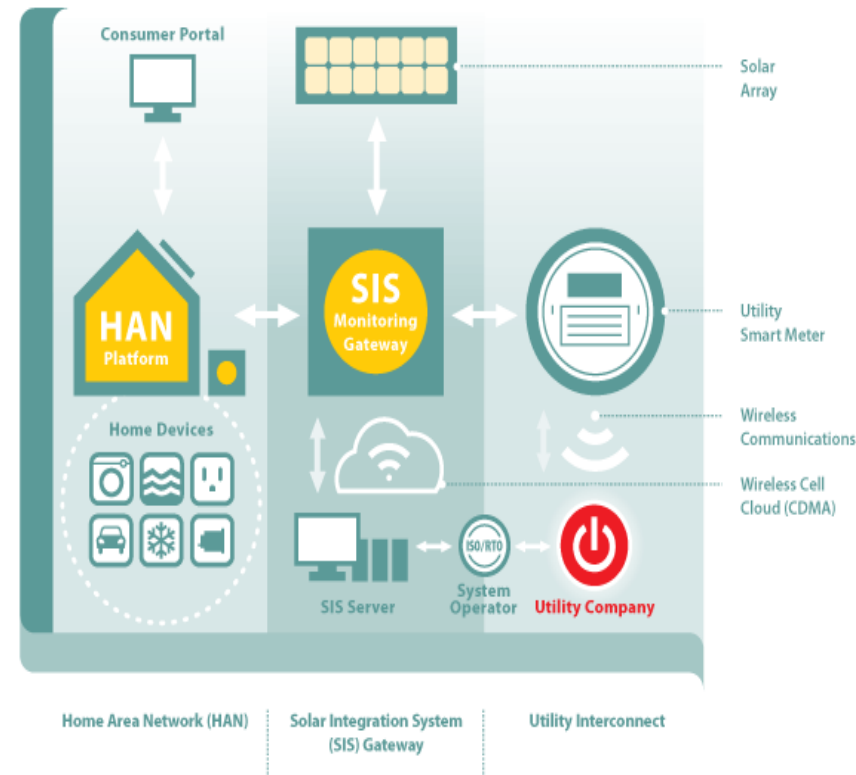 Consumer Portal
Solar
Array
HAN
Platform
SIS
Monitoring
Gateway
Utility
Smart Meter
Home Devices
Wireless
Communications
Wireless Cell
Cloud (CDMA)
ISO/RTO
SIS Server
System
Operator
Utility Company
Home Area Network (HAN)
Solar Integration System
(SIS) Gateway
Utility Interconnect